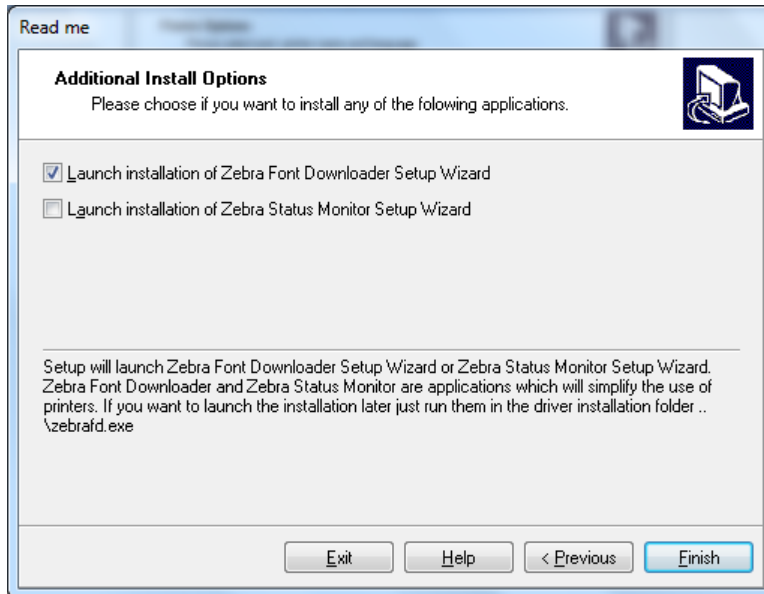 Read me
Additional Install Options
Please choose if you want to install any of the folowing applications.
Launch installation of Zebra Font Downloader Setup Wizard
Launch installation of Zebra Status Monitor Setup Wizard
Setup will launch Zebra Font Downloader Setup Wizard or Zebra Status Monitor Setup Wizard.
Zebra Font Downloader and Zebra Status Monitor are applications which will simplify the use of
printers. If you want to launch the installation later just run them in the driver installation folder ..
\zebrafd.exe
Exit Help < Previous Finish